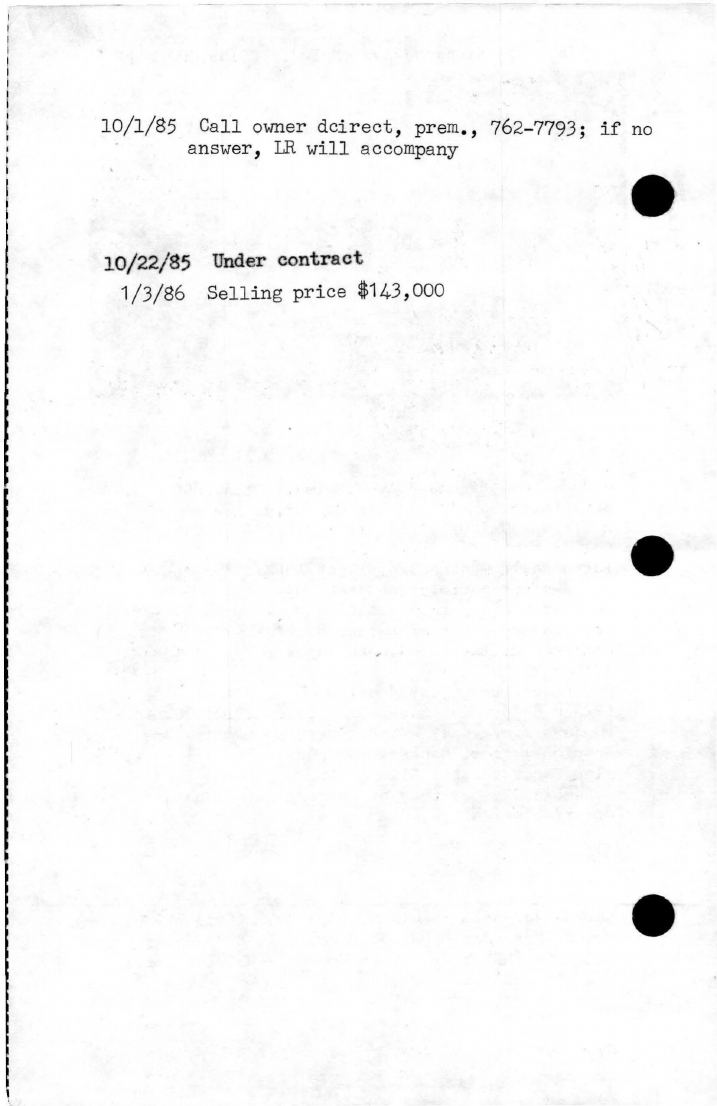 10/1/85 Call owner dcirect, prem., 762-7793; if no
answer, LR will accompany
10/22/85 Under contract
1/3/86 Selling price $143,000